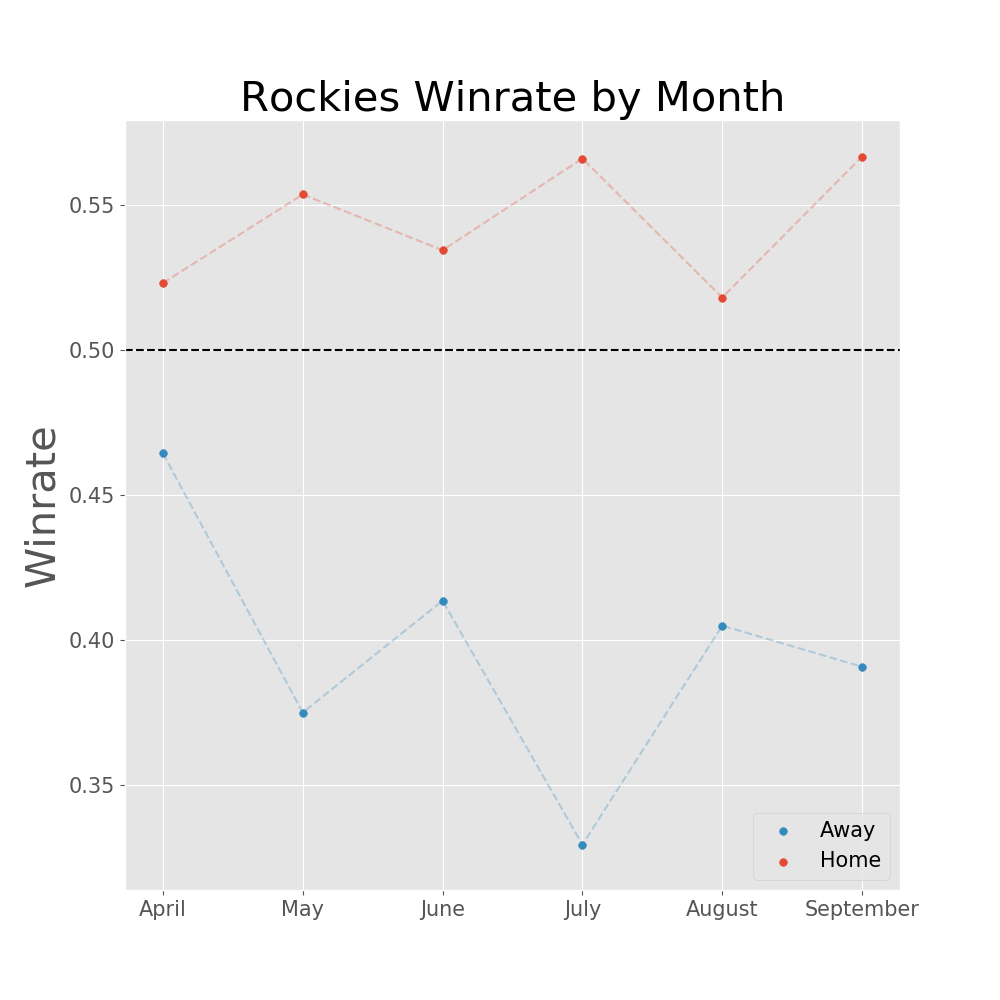 Rockies Winrate by Month
Winrate
0.55
0.50
0.45
0.40
0.35
Away
Home
April May June July August September